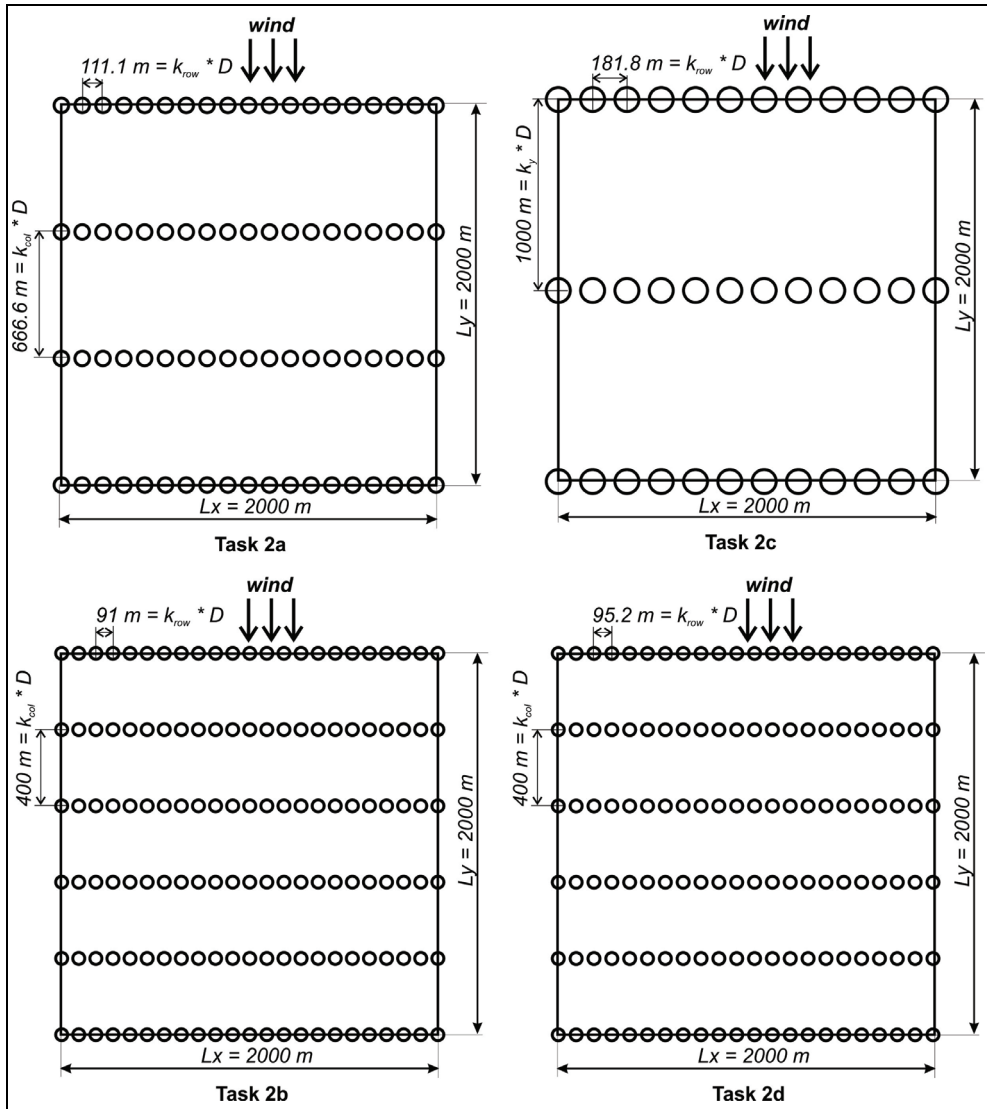 wind
111.1 m = k_row * D
666.6 m = k_col * D
Ly = 2000 m
Lx = 2000 m
Task 2a
wind
181.8 m = k_row * D
1000 m = k_y * D
Ly = 2000 m
Lx = 2000 m
Task 2c
wind
91 m = k_row * D
400 m = k_col * D
Ly = 2000 m
Lx = 2000 m
Task 2b
wind
95.2 m = k_row * D
400 m = k_col * D
Ly = 2000 m
Lx = 2000 m
Task 2d